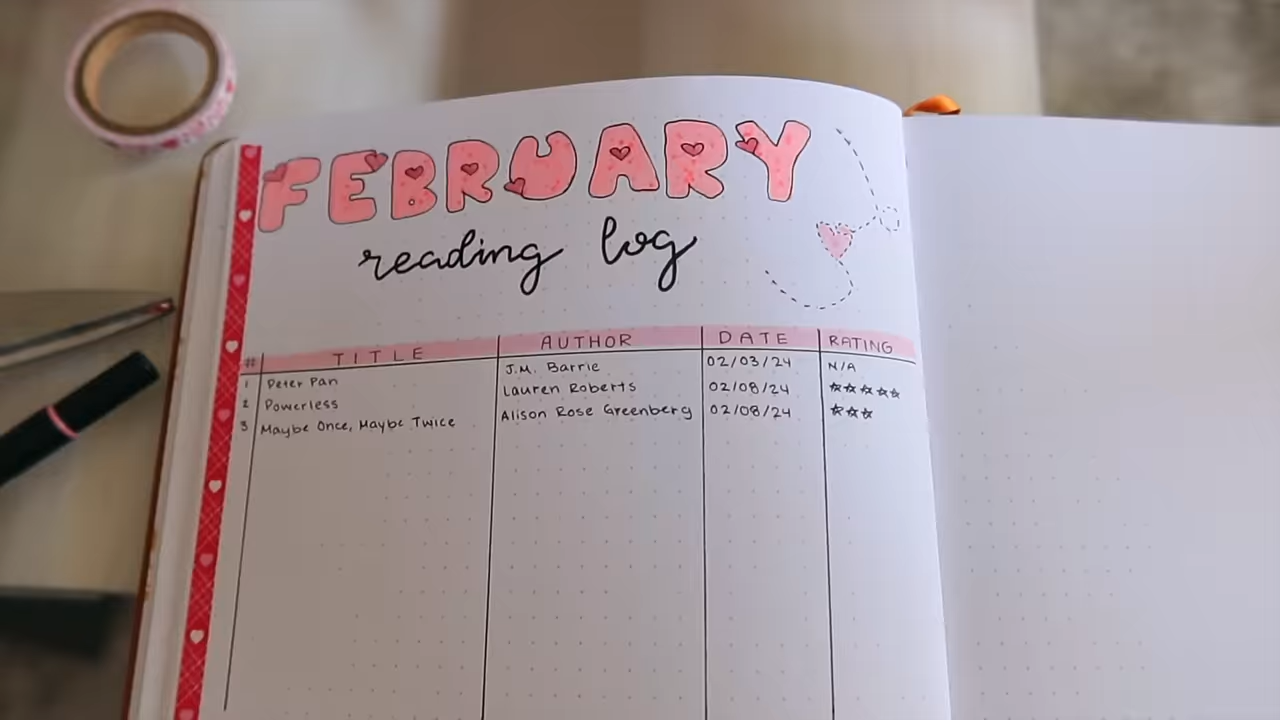 FEBRUARY
reading log
# TITLE AUTHOR DATE RATING
1 Peter Pan J.M. Barrie 02/03/24 N/A
2 Powerless Lauren Roberts 02/08/24 ☆☆☆☆☆
3 Maybe Once, Maybe Twice Alison Rose Greenberg 02/08/24 ☆☆☆